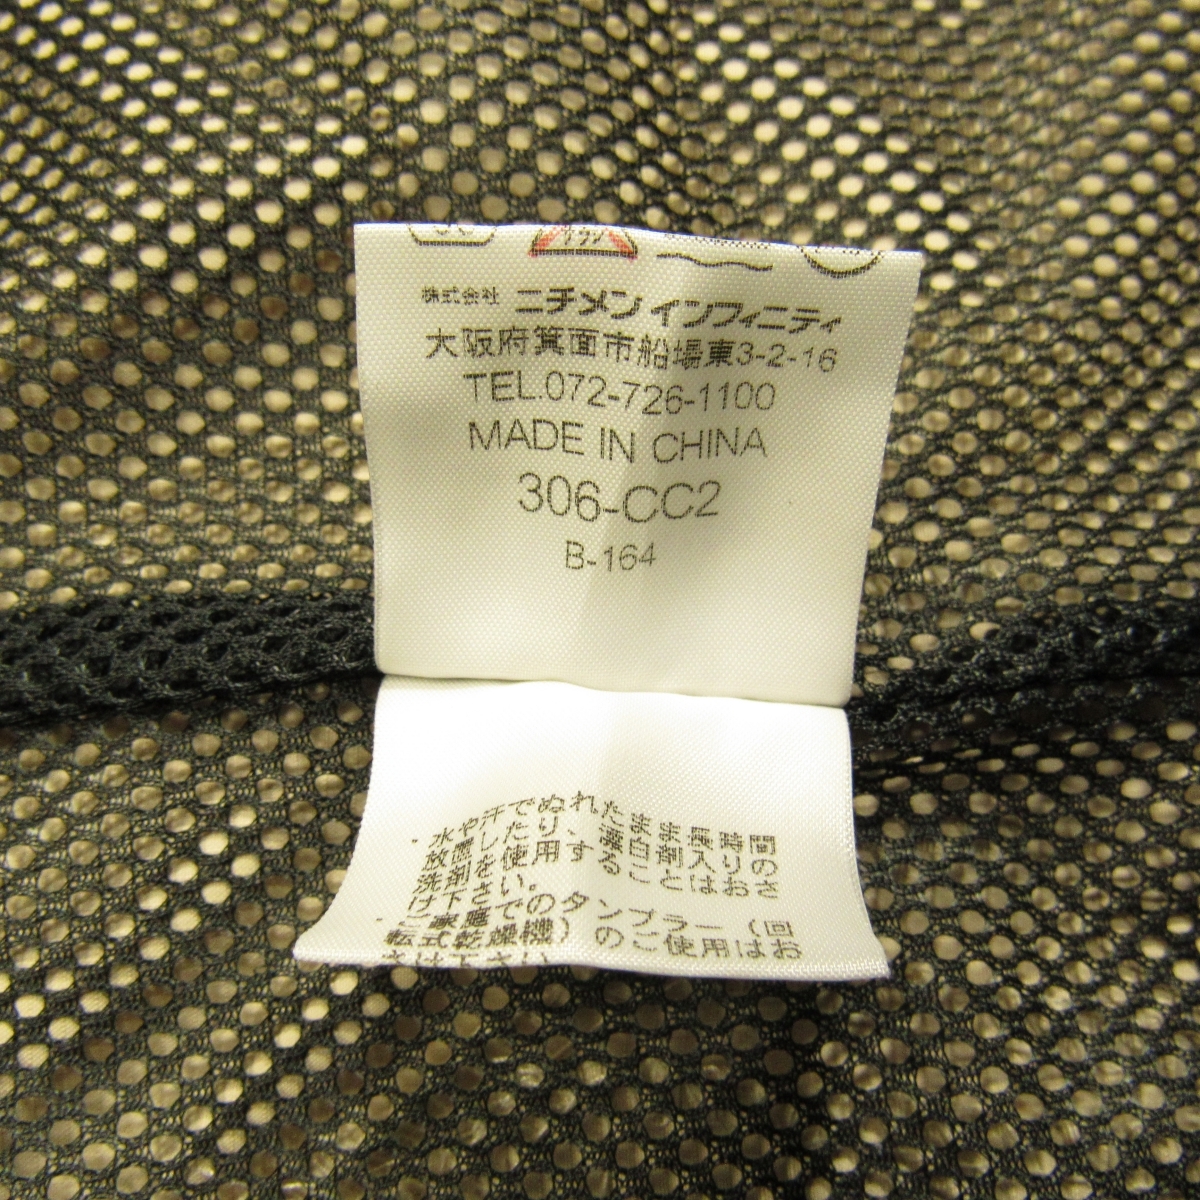 株式会社 ニチメン インフィニティ
大阪府箕面市船場東3-2-16
TEL.072-726-1100
MADE IN CHINA
306-CC2
B-164
・水や汗でぬれたまま長時間
放置したり、漂白剤入りの
洗剤を使用することはおさ
け下さい。
・ご家庭でのタンブラー（回
転式乾燥機）のご使用はお
さけ下さい